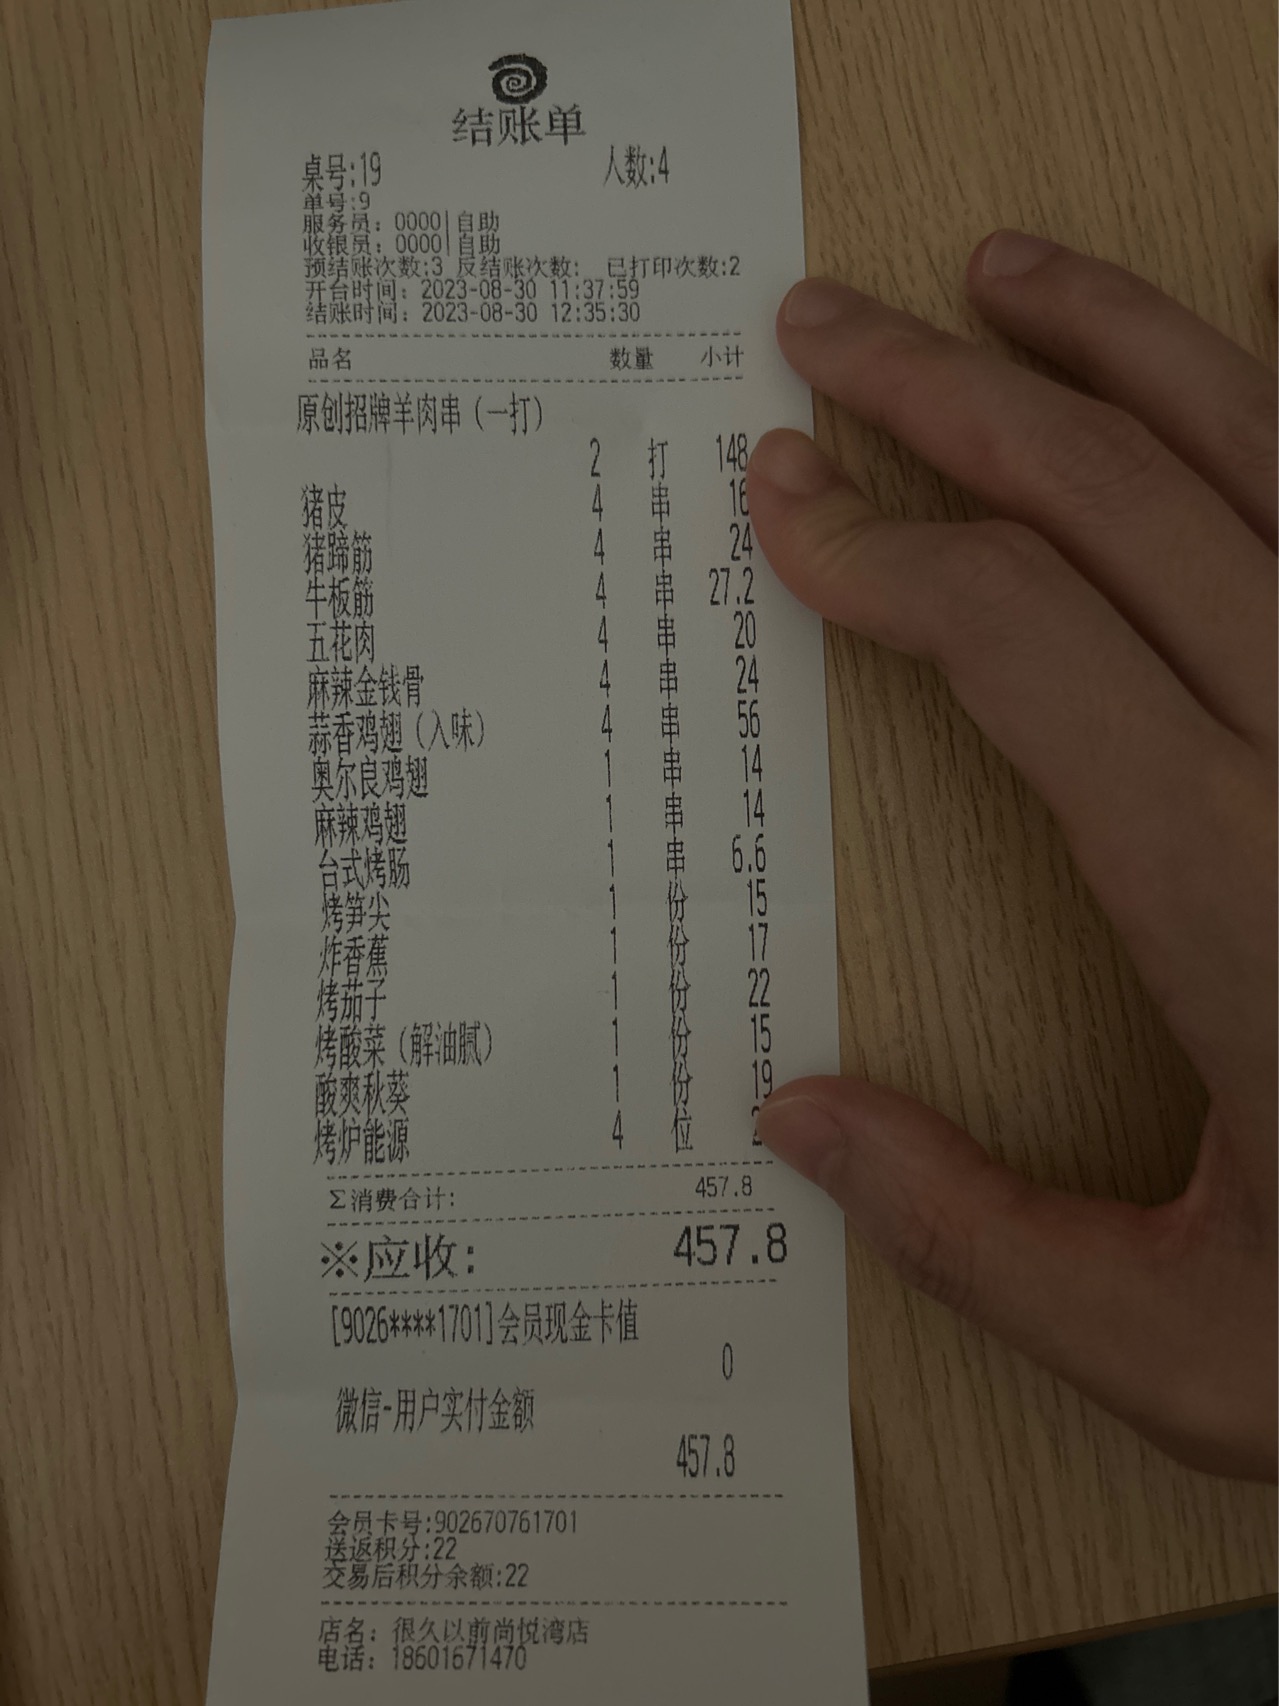 结账单
桌号:19 人数:4
单号:9
服务员: 0000|自助
收银员: 0000|自助
预结账次数:3 反结账次数: 已打印次数:2
开台时间: 2023-08-30 11:37:59
结账时间: 2023-08-30 12:35:30
品名 数量 小计
原创招牌羊肉串(一打)
2 打 148
猪皮 4 串 16
猪蹄筋 4 串 24
牛板筋 4 串 27.2
五花肉 4 串 20
麻辣金钱骨 4 串 24
蒜香鸡翅(入味) 4 串 56
奥尔良鸡翅 1 串 14
麻辣鸡翅 1 串 14
台式烤肠 1 串 6.6
烤笋尖 1 份 15
炸香蕉 1 份 17
烤茄子 1 份 22
烤酸菜(解油腻) 1 份 15
酸爽秋葵 1 份 19
烤炉能源 4 位
Σ消费合计: 457.8
※应收: 457.8
[9026****1701]会员现金卡值
0
微信-用户实付金额
457.8
会员卡号:902670761701
送返积分:22
交易后积分余额:22
店名: 很久以前尚悦湾店
电话: 18601671470